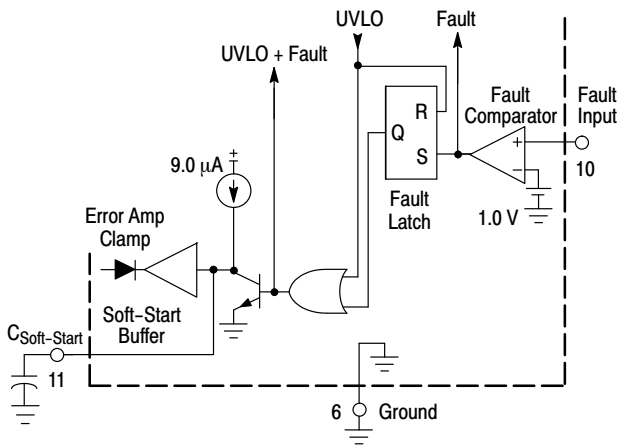 UVLO
Fault
UVLO + Fault
Fault
Comparator
Fault
Input
R
Q
S
+
–
10
9.0 µA
+
Fault
Latch
1.0 V
Error Amp
Clamp
Soft–Start
Buffer
CSoft–Start
11
6
Ground